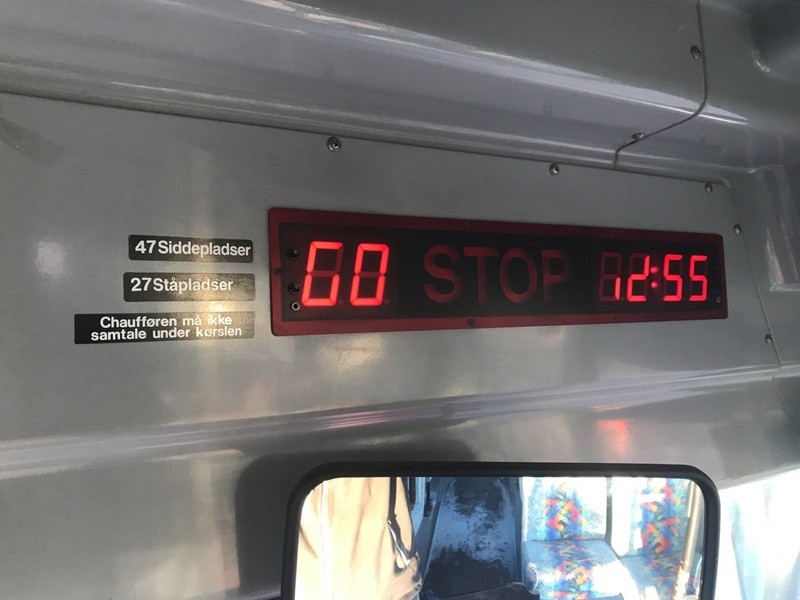 47 Siddepladser
27 Ståpladser
Chaufføren må ikke
samtale under kørslen
00 STOP 12:55